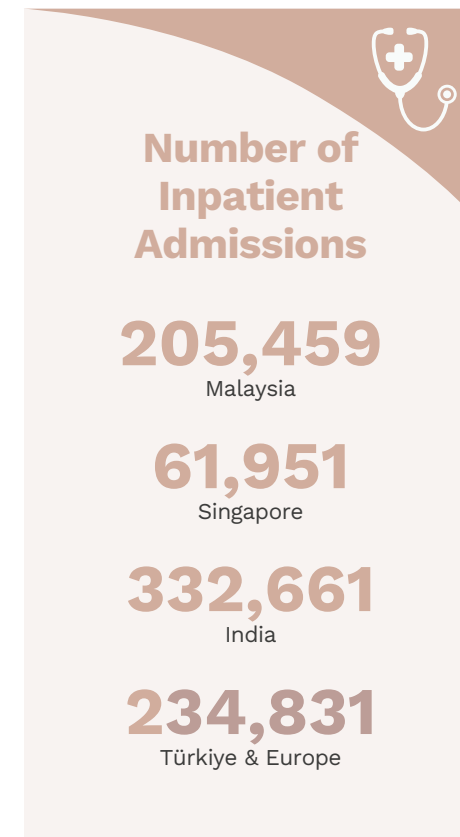 Number of
Inpatient
Admissions
205,459
Malaysia
61,951
Singapore
332,661
India
234,831
Türkiye & Europe